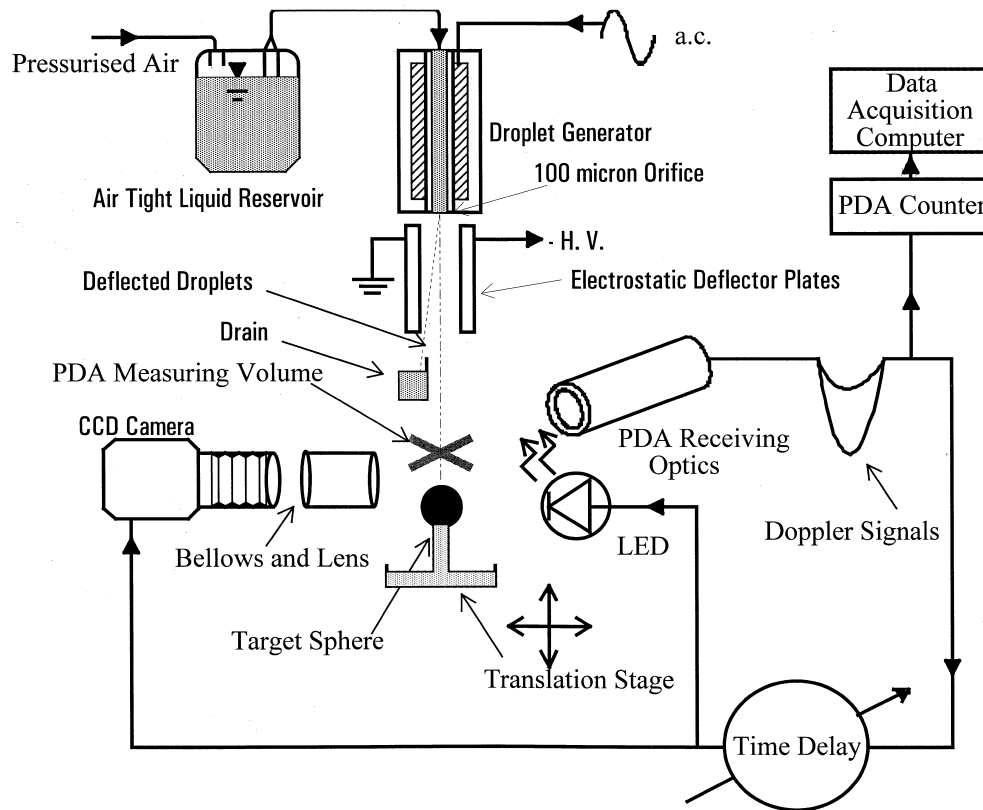 Pressurised Air
a.c.
Data
Acquisition
Computer
Droplet Generator
100 micron Orifice
Air Tight Liquid Reservoir
PDA Counter
- H. V.
Deflected Droplets
Electrostatic Deflector Plates
Drain
PDA Measuring Volume
CCD Camera
PDA Receiving
Optics
Doppler Signals
LED
Bellows and Lens
Target Sphere
Translation Stage
Time Delay